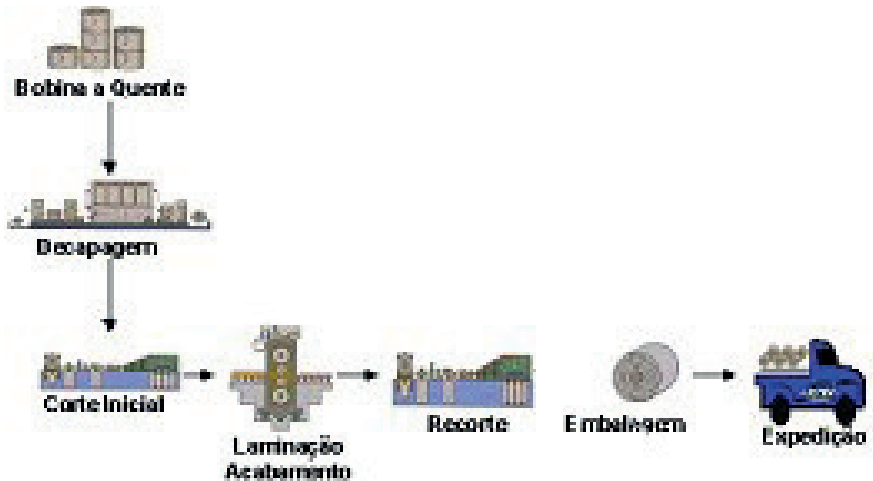 Bobina a Quente
Decapagem
Corte Inicial
Laminação
Acabamento
Recorte
Embalagem
Expedição